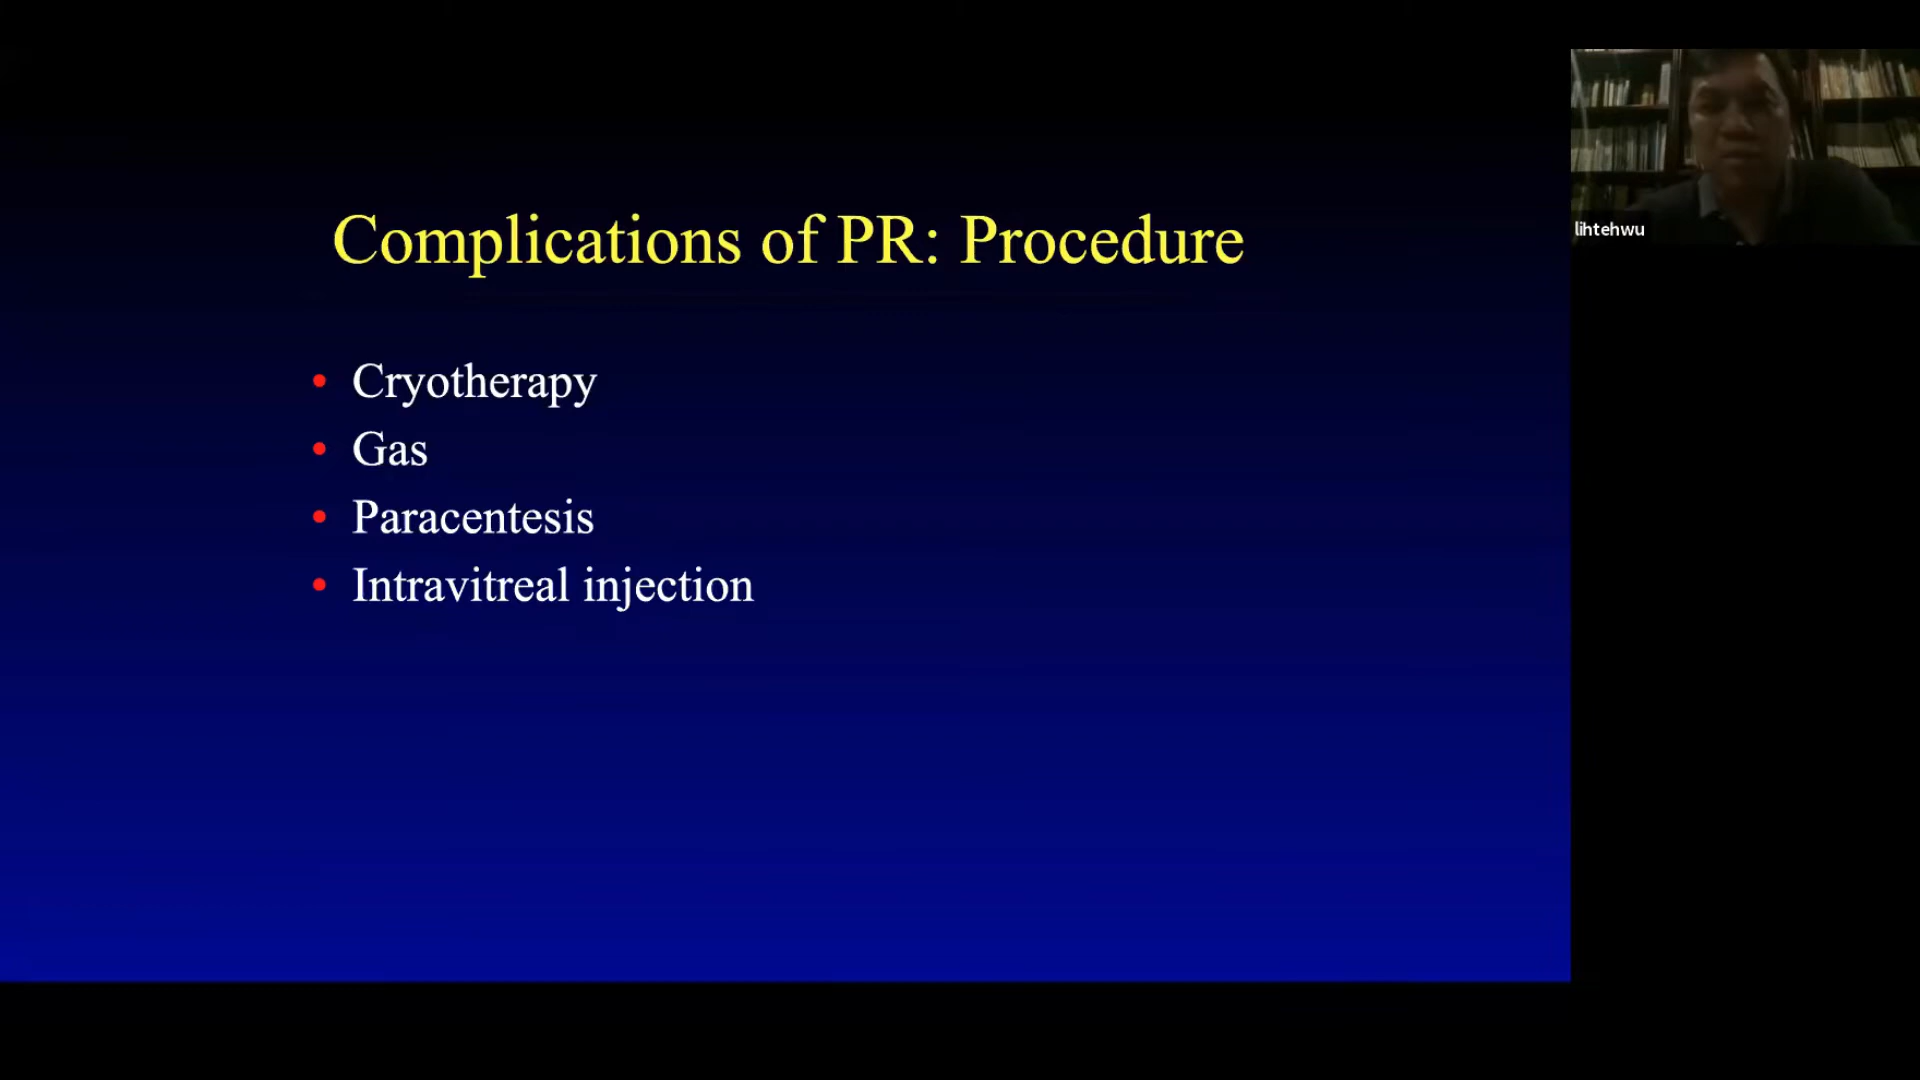 Complications of PR: Procedure
• Cryotherapy
• Gas
• Paracentesis
• Intravitreal injection
lihtehwu